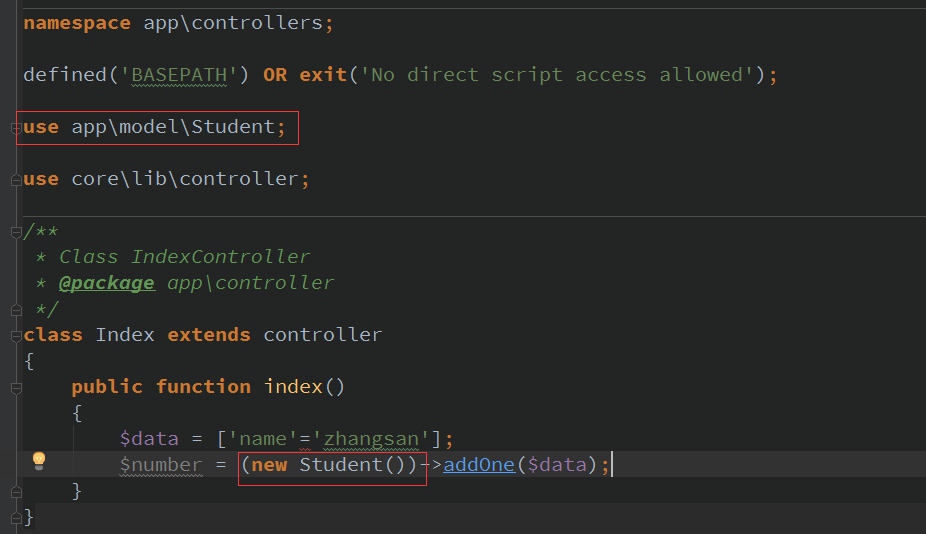 namespace app\controllers;
defined('BASEPATH') OR exit('No direct script access allowed');
use app\model\Student;
use core\lib\controller;
/**
* Class IndexController
* @package app\controller
*/
class Index extends controller
{
public function index()
{
$data = ['name'='zhangsan'];
$number = (new Student())->addOne($data);
}
}